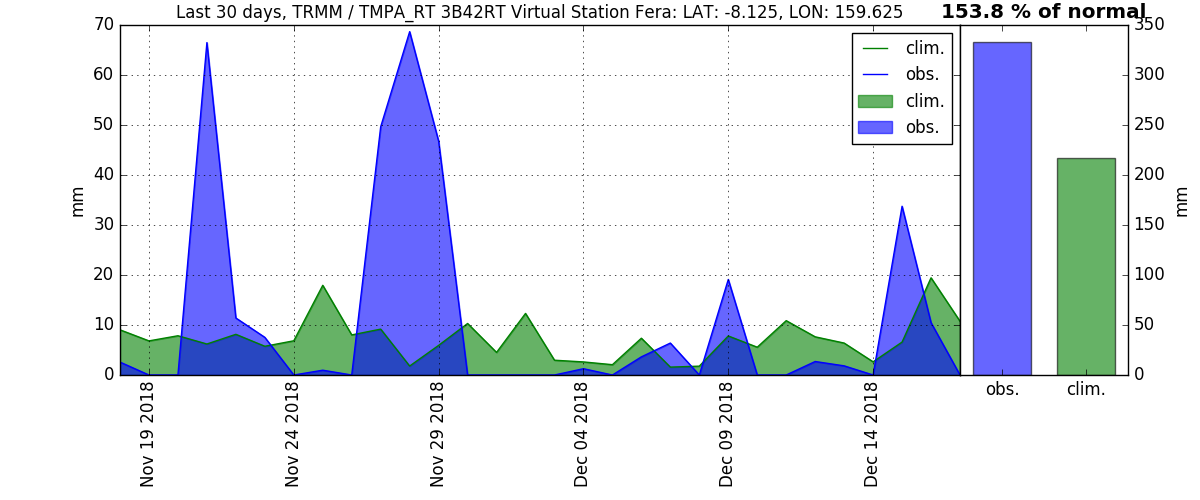 Last 30 days, TRMM / TMPA_RT 3B42RT Virtual Station Fera: LAT: -8.125, LON: 159.625
153.8 % of normal
70
60
50
40
30
20
10
0
mm
clim.
obs.
clim.
obs.
350
300
250
200
150
100
50
0
mm
obs.
clim.
Nov 19 2018
Nov 24 2018
Nov 29 2018
Dec 04 2018
Dec 09 2018
Dec 14 2018